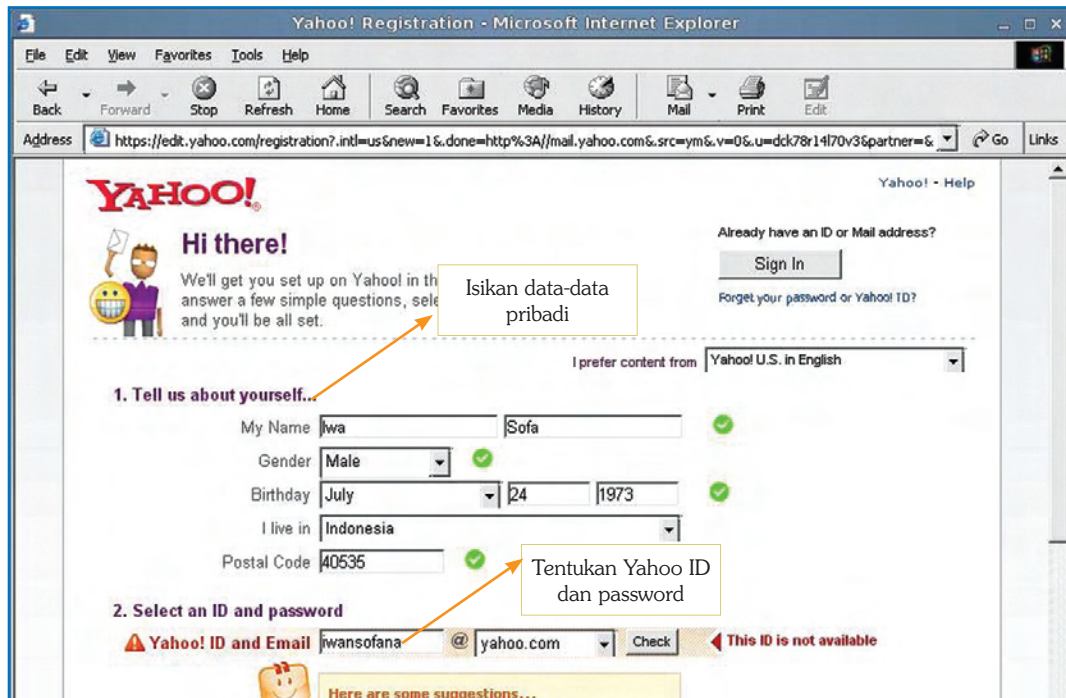 Yahoo! Registration - Microsoft Internet Explorer
File Edit View Favorites Tools Help
Back Forward Stop Refresh Home Search Favorites Media History Mail Print Edit
Address https://edit.yahoo.com/registration?.intl=us&new=1&.done=http%3A//mail.yahoo.com&.src=ym&.v=0&.u=dck78r14l70v3&partner=& Go Links
YAHOO!
Yahoo! - Help
Hi there!
We'll get you set up on Yahoo! in th
answer a few simple questions, sele
and you'll be all set.
Already have an ID or Mail address?
Sign In
Forget your password or Yahoo! ID?
Isikan data-data
pribadi
I prefer content from Yahoo! U.S. in English
1. Tell us about yourself...
My Name Iwa Sofa
Gender Male
Birthday July 24 1973
I live in Indonesia
Postal Code 40535
Tentukan Yahoo ID
dan password
2. Select an ID and password
Yahoo! ID and Email iwansofana @ yahoo.com Check This ID is not available
Here are some suggestions...